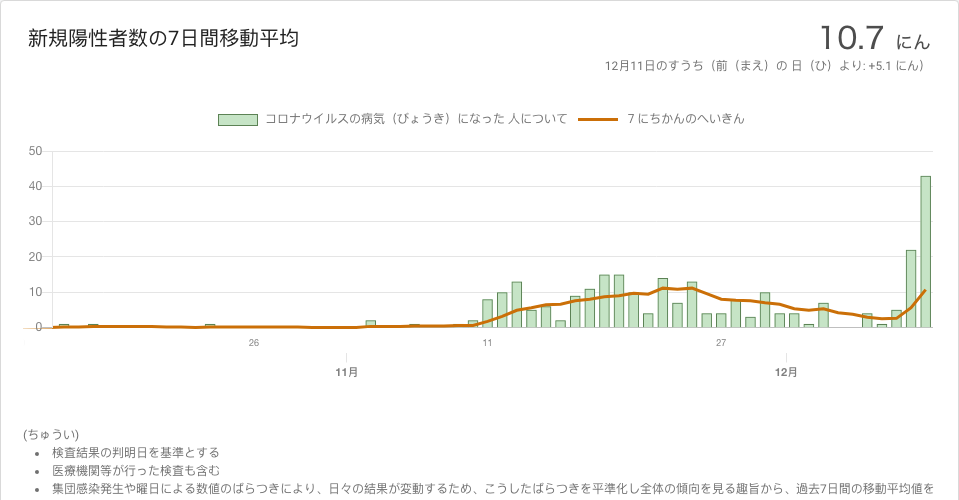 新規陽性者数の7日間移動平均
10.7 にん
12月11日のすうち（前（まえ）の 日（ひ）より: +5.1 にん）
コロナウイルスの病気（びょうき）になった 人について
7 にちかんのへいきん
50
40
30
20
10
0
26
11
27
11月
12月
(ちゅうい)
• 検査結果の判明日を基準とする
• 医療機関等が行った検査も含む
• 集団感染発生や曜日による数値のばらつきにより、日々の結果が変動するため、こうしたばらつきを平準化し全体の傾向を見る趣旨から、過去7日間の移動平均値を